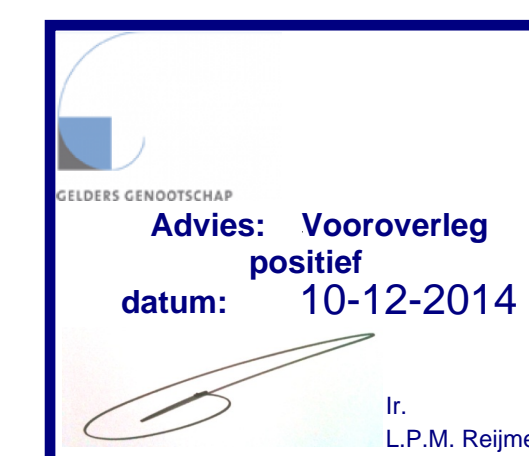 GELDERS GENOOTSCHAP
Advies: Vooroverleg
positief
datum: 10-12-2014
Ir.
L.P.M.